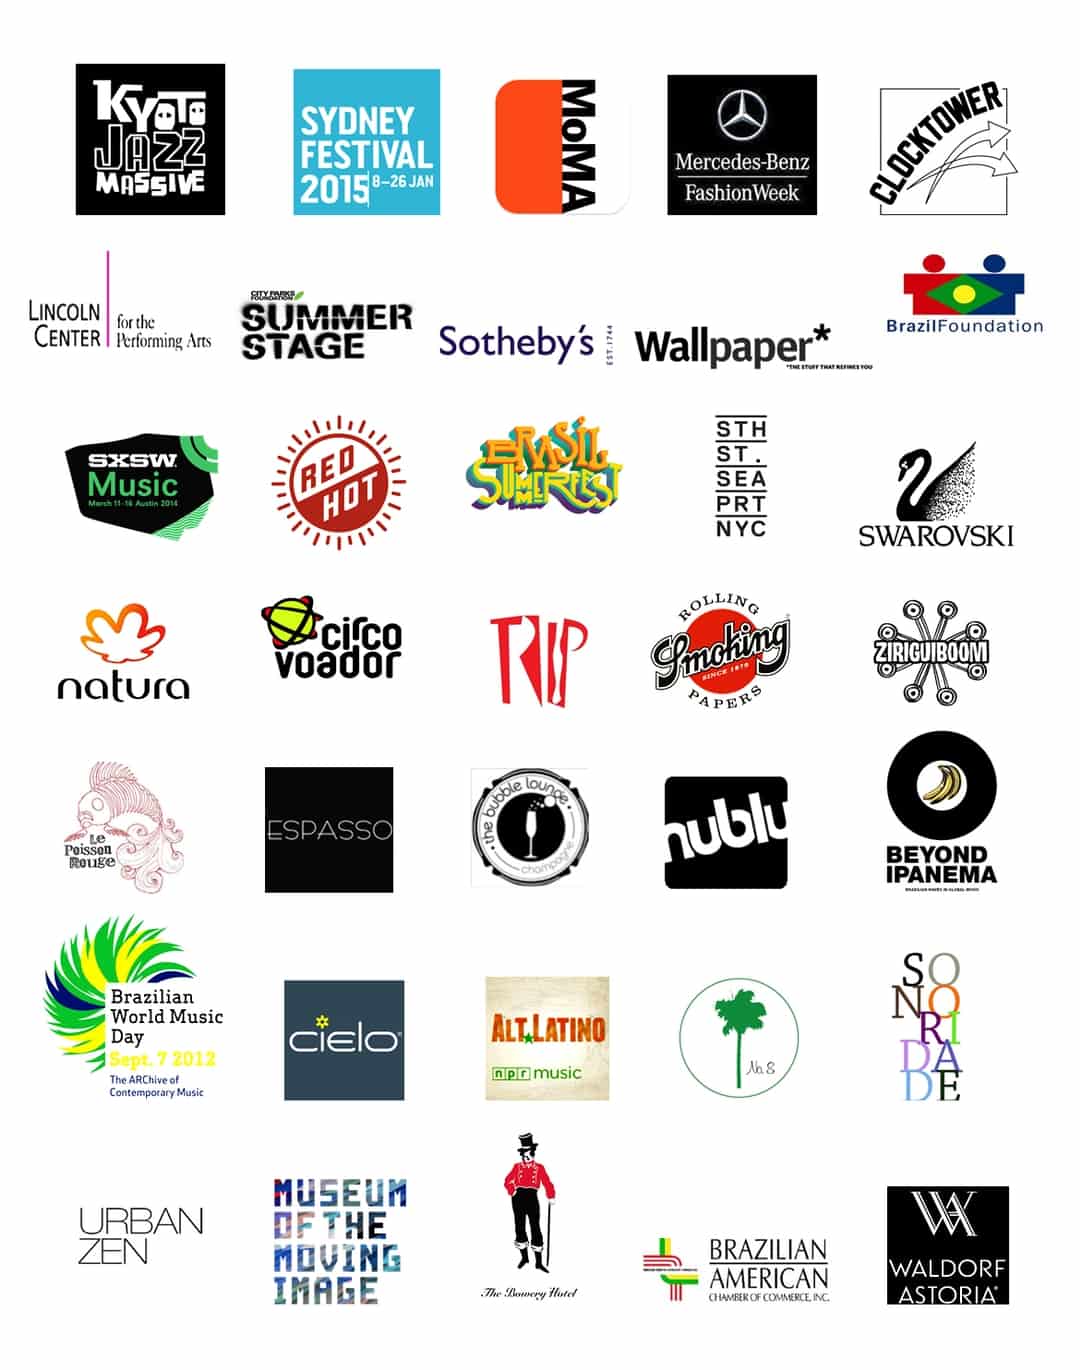 KYOTO
JAZZ
MASSIVE
SYDNEY
FESTIVAL
2015 8–26 JAN
MoMA
Mercedes-Benz
FashionWeek
CLOCKTOWER
LINCOLN
CENTER
for the
Performing Arts
CITY PARKS
FOUNDATION
SUMMER
STAGE
Sotheby's EST. 1744
Wallpaper*
*THE STUFF THAT REFINES YOU
BrazilFoundation
SXSW
Music
March 11-16 Austin 2014
RED
HOT
BRASIL
SUMMERFEST
STH
ST.
SEA
PRT
NYC
SWAROVSKI
natura
circo
voador
TRIP
ROLLING
Smoking
SINCE 1879
PAPERS
ZIRIGUIBOOM
Le
Poisson
Rouge
ESPASSO
the bubble lounge
champagne
nublu
BEYOND
IPANEMA
BRAZILIAN WAVES IN GLOBAL MUSIC
Brazilian
World Music
Day
Sept. 7 2012
The ARChive of
Contemporary Music
cielo®
ALT.LATINO
npr music
No. 8
SO
NO
RI
DA
DE
URBAN
ZEN
MUSEUM
OF THE
MOVING
IMAGE
The Bowery Hotel
BRAZILIAN
AMERICAN
CHAMBER OF COMMERCE, INC.
WA
WALDORF
ASTORIA®